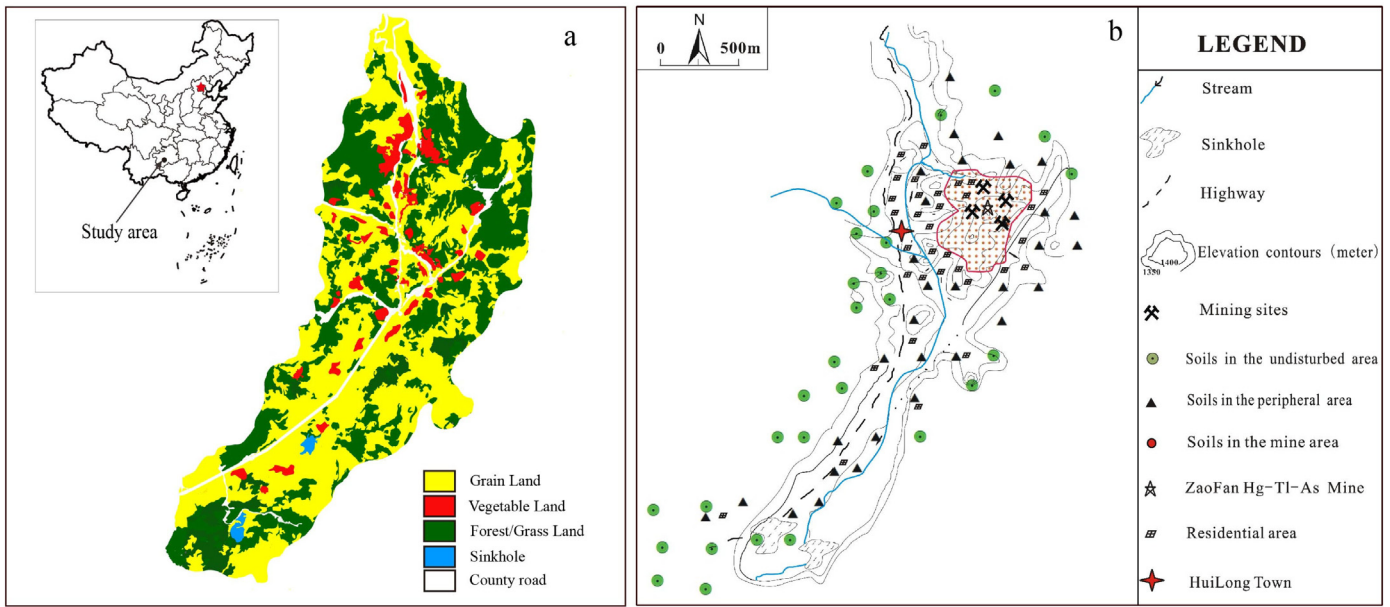 a
Study area
Grain Land
Vegetable Land
Forest/Grass Land
Sinkhole
County road
b
N
0 500m
LEGEND
Stream
Sinkhole
Highway
Elevation contours (meter)
1400
1350
Mining sites
Soils in the undisturbed area
Soils in the peripheral area
Soils in the mine area
ZaoFan Hg-Tl-As Mine
Residential area
HuiLong Town